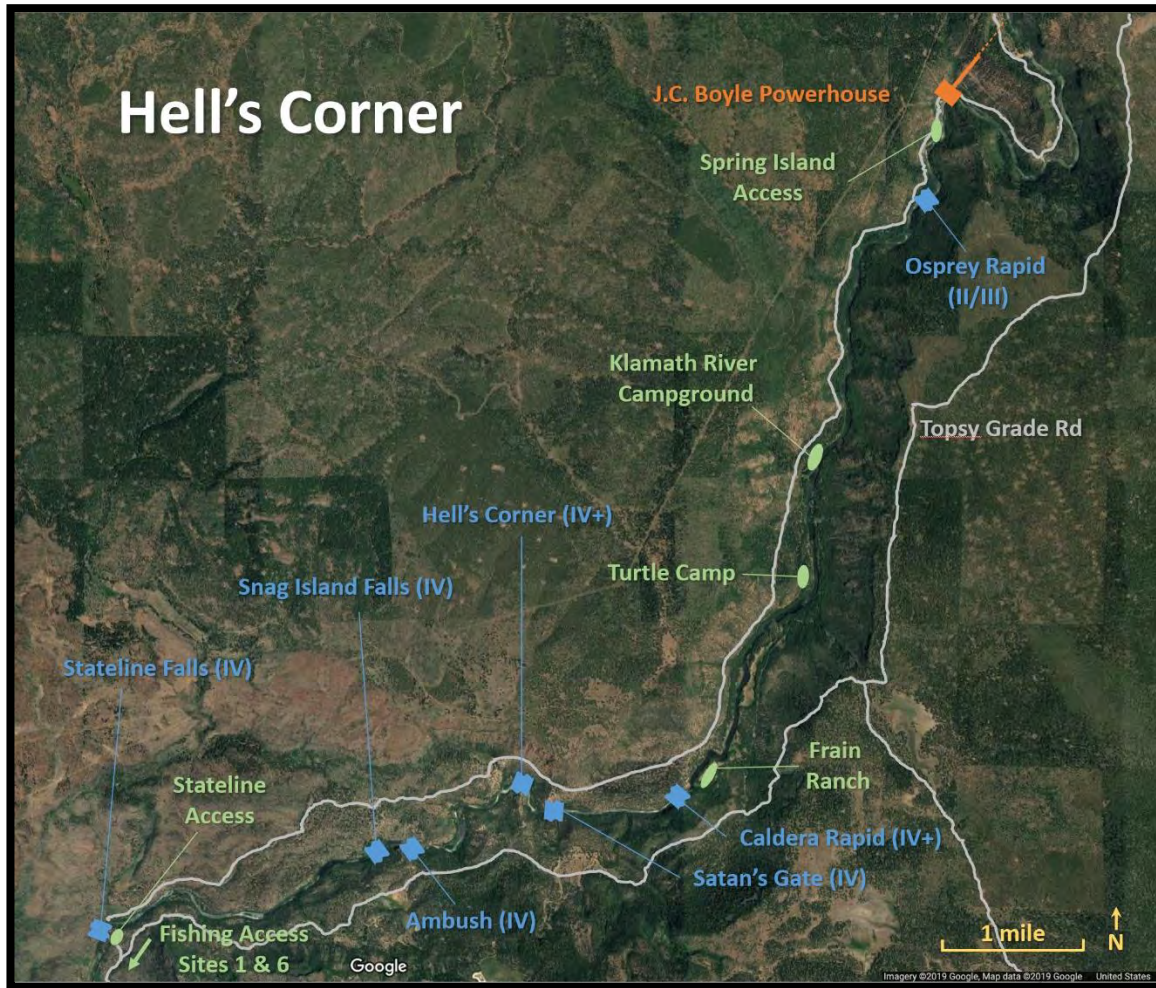 Hell's Corner
J.C. Boyle Powerhouse
Spring Island
Access
Osprey Rapid
(II/III)
Klamath River
Campground
Topsy Grade Rd
Hell's Corner (IV+)
Turtle Camp
Snag Island Falls (IV)
Stateline Falls (IV)
Frain
Ranch
Stateline
Access
Caldera Rapid (IV+)
Satan's Gate (IV)
Ambush (IV)
Fishing Access
Sites 1 & 6
1 mile
N
Google
Imagery ©2019 Google, Map data ©2019 Google United States